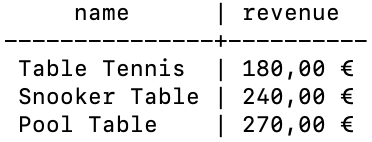 name | revenue
---------------+----------
Table Tennis | 180,00 €
Snooker Table | 240,00 €
Pool Table | 270,00 €